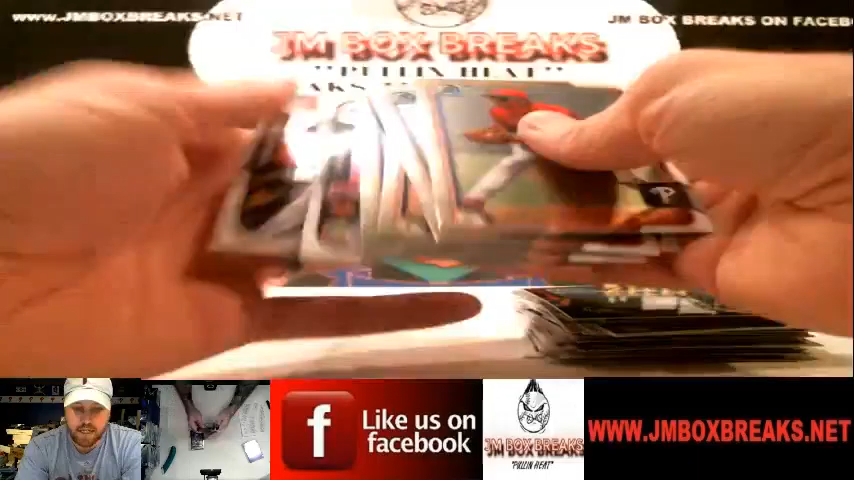 WWW.JMBOXBREAKS.NET
JM BOX BREAKS ON FACEB
JM BOX BREAKS
"PULLIN HEAT"
P
f
Like us on
facebook
JM BOX BREAKS
"PULLIN HEAT"
WWW.JMBOXBREAKS.NET